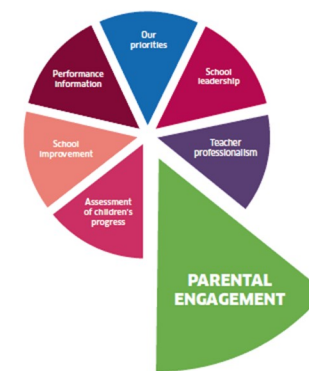 Our
priorities
School
leadership
Teacher
professionalism
PARENTAL
ENGAGEMENT
Assessment
of children's
progress
School
improvement
Performance
information